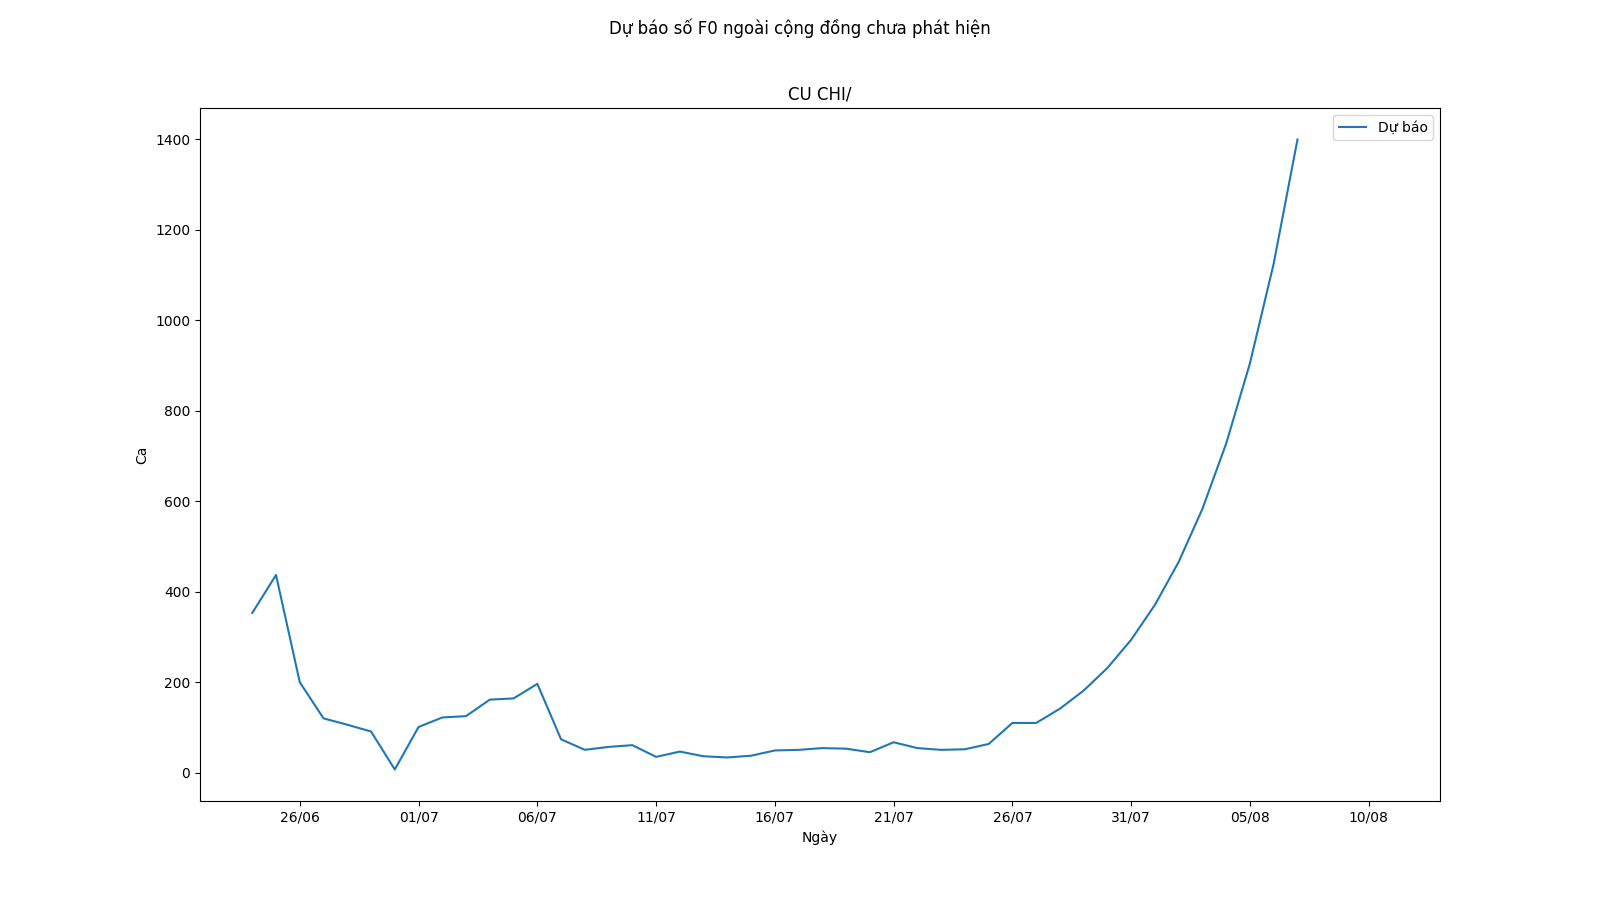 Dự báo số F0 ngoài cộng đồng chưa phát hiện
CU CHI/
Dự báo
1400
1200
1000
800
600
400
200
0
Ca
26/06 01/07 06/07 11/07 16/07 21/07 26/07 31/07 05/08 10/08
Ngày